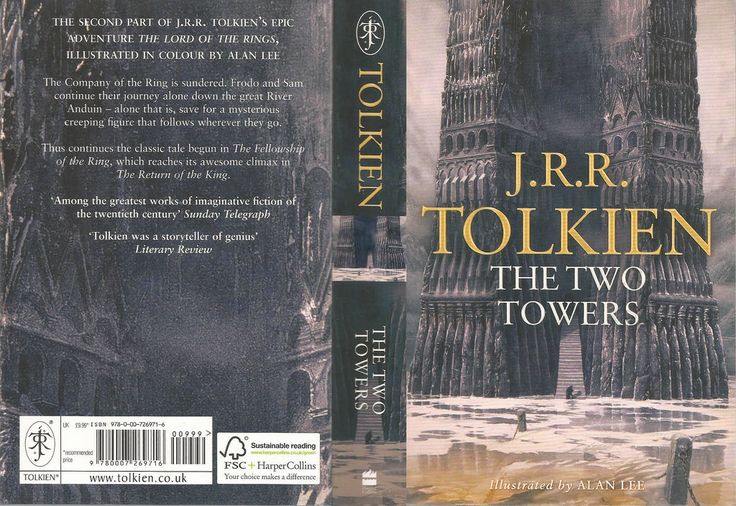 THE SECOND PART OF J.R.R. TOLKIEN'S EPIC
ADVENTURE THE LORD OF THE RINGS,
ILLUSTRATED IN COLOUR BY ALAN LEE
The Company of the Ring is sundered. Frodo and Sam
continue their journey alone down the great River
Anduin – alone that is, save for a mysterious
creeping figure that follows wherever they go.
Thus continues the classic tale begun in The Fellowship
of the Ring, which reaches its awesome climax in
The Return of the King.
'Among the greatest works of imaginative fiction of
the twentieth century' Sunday Telegraph
'Tolkien was a storyteller of genius'
Literary Review
TOLKIEN®
UK £9.99* ISBN 978-0-00-726971-6
*recommended
price
00999>
9 780007 269716
www.tolkien.co.uk
FSC + HarperCollins
Sustainable reading
www.harpercollins.co.uk/green
Your choice makes a difference
TOLKIEN
THE TWO
TOWERS
J.R.R.
TOLKIEN
THE TWO
TOWERS
Illustrated by ALAN LEE